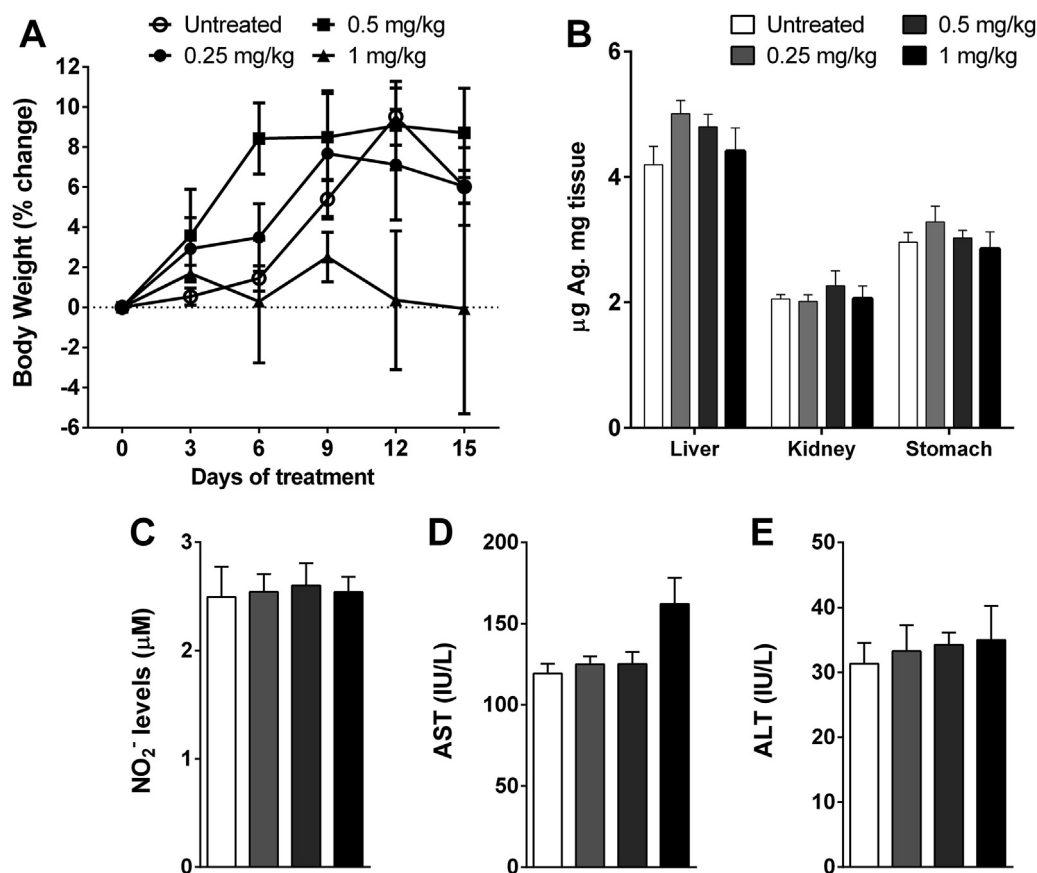 A
Untreated
0.5 mg/kg
0.25 mg/kg
1 mg/kg
Body Weight (% change)
12
10
8
6
4
2
0
-2
-4
-6
0 3 6 9 12 15
Days of treatment
B
Untreated
0.5 mg/kg
0.25 mg/kg
1 mg/kg
µg Ag. mg tissue
6
4
2
0
Liver Kidney Stomach
C
NO₂⁻ levels (µM)
3
2
1
0
D
AST (IU/L)
200
150
100
50
0
E
ALT (IU/L)
50
40
30
20
10
0